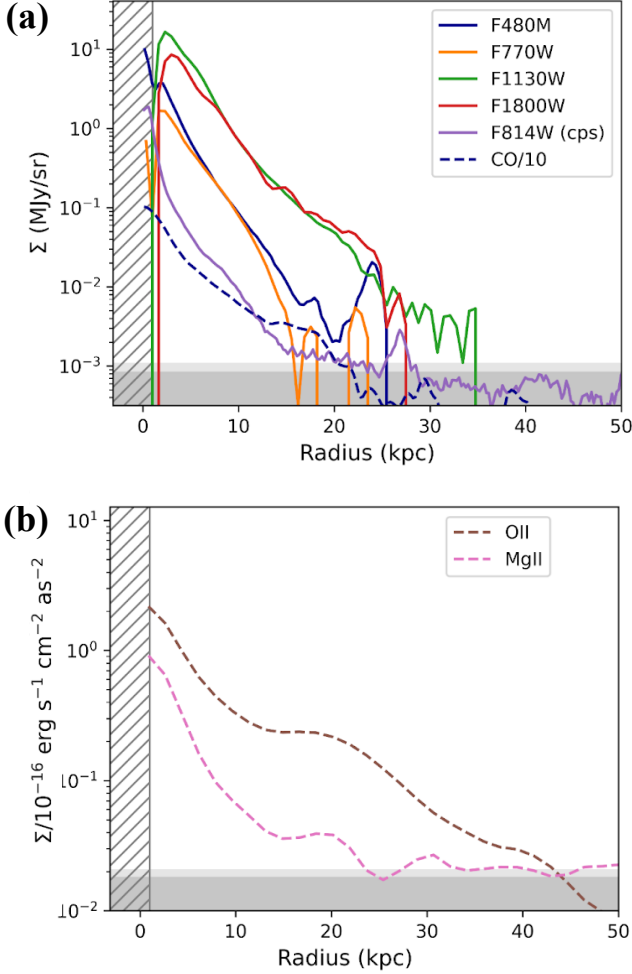 (a)
Σ (MJy/sr)
10¹
10⁰
10⁻¹
10⁻²
10⁻³
F480M
F770W
F1130W
F1800W
F814W (cps)
CO/10
0 10 20 30 40 50
Radius (kpc)
(b)
Σ/10⁻¹⁶ erg s⁻¹ cm⁻² as⁻²
10¹
10⁰
10⁻¹
10⁻²
OII
MgII
0 10 20 30 40 50
Radius (kpc)